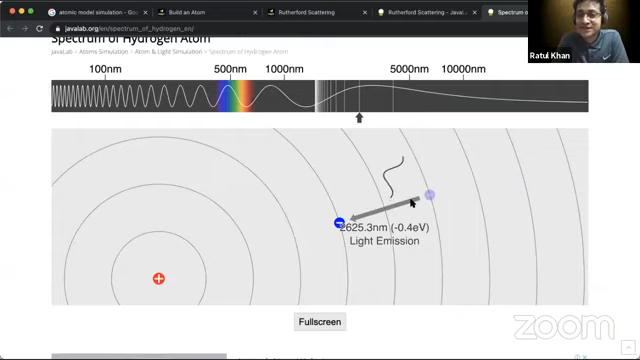 atomic model simulation - Goo
Build an Atom
Rutherford Scattering
Rutherford Scattering - JavaL
Spectrum o
javalab.org/en/spectrum_of_hydrogen_en/
Ratul Khan
Spectrum of Hydrogen Atom
JavaLab » Atoms Simulation » Atom & Light Simulation » Spectrum of Hydrogen Atom
100nm 500nm 1000nm 5000nm 10000nm
2625.3nm (-0.4eV)
Light Emission
Fullscreen
zoom